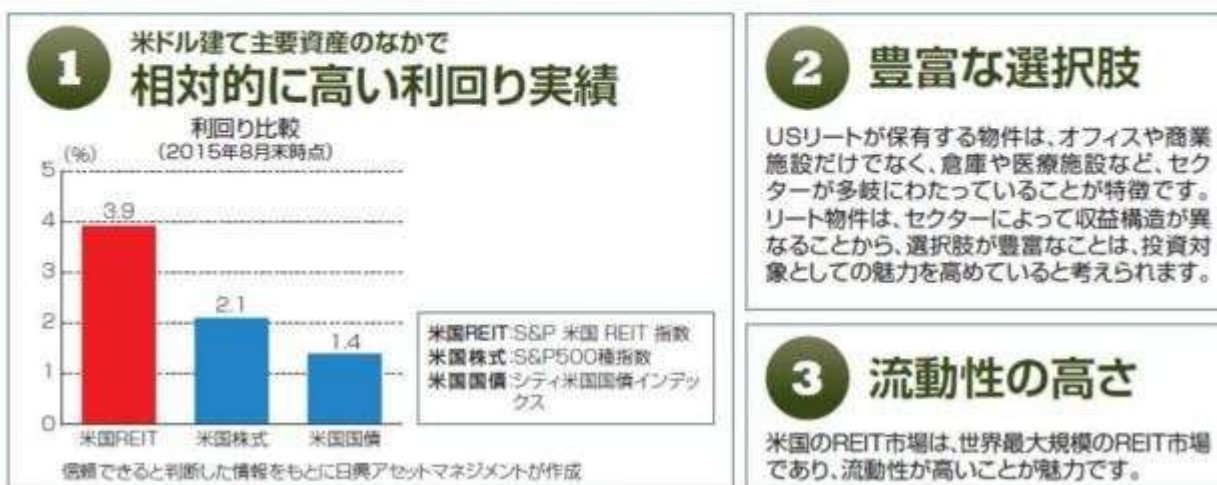 1
米ドル建て主要資産のなかで
相対的に高い利回り実績
利回り比較
(%)
(2015年8月末時点)
5
4
3
2
1
0
3.9
2.1
1.4
米国REIT
米国株式
米国国債
米国REIT:S&P 米国 REIT 指数
米国株式:S&P500種指数
米国国債:シティ米国国債インデッ
クス
信頼できると判断した情報をもとに日興アセットマネジメントが作成
2
豊富な選択肢
USリートが保有する物件は、オフィスや商業
施設だけでなく、倉庫や医療施設など、セク
ターが多岐にわたっていることが特徴です。
リート物件は、セクターによって収益構造が異
なることから、選択肢が豊富なことは、投資対
象としての魅力を高めていると考えられます。
3
流動性の高さ
米国のREIT市場は、世界最大規模のREIT市場
であり、流動性が高いことが魅力です。